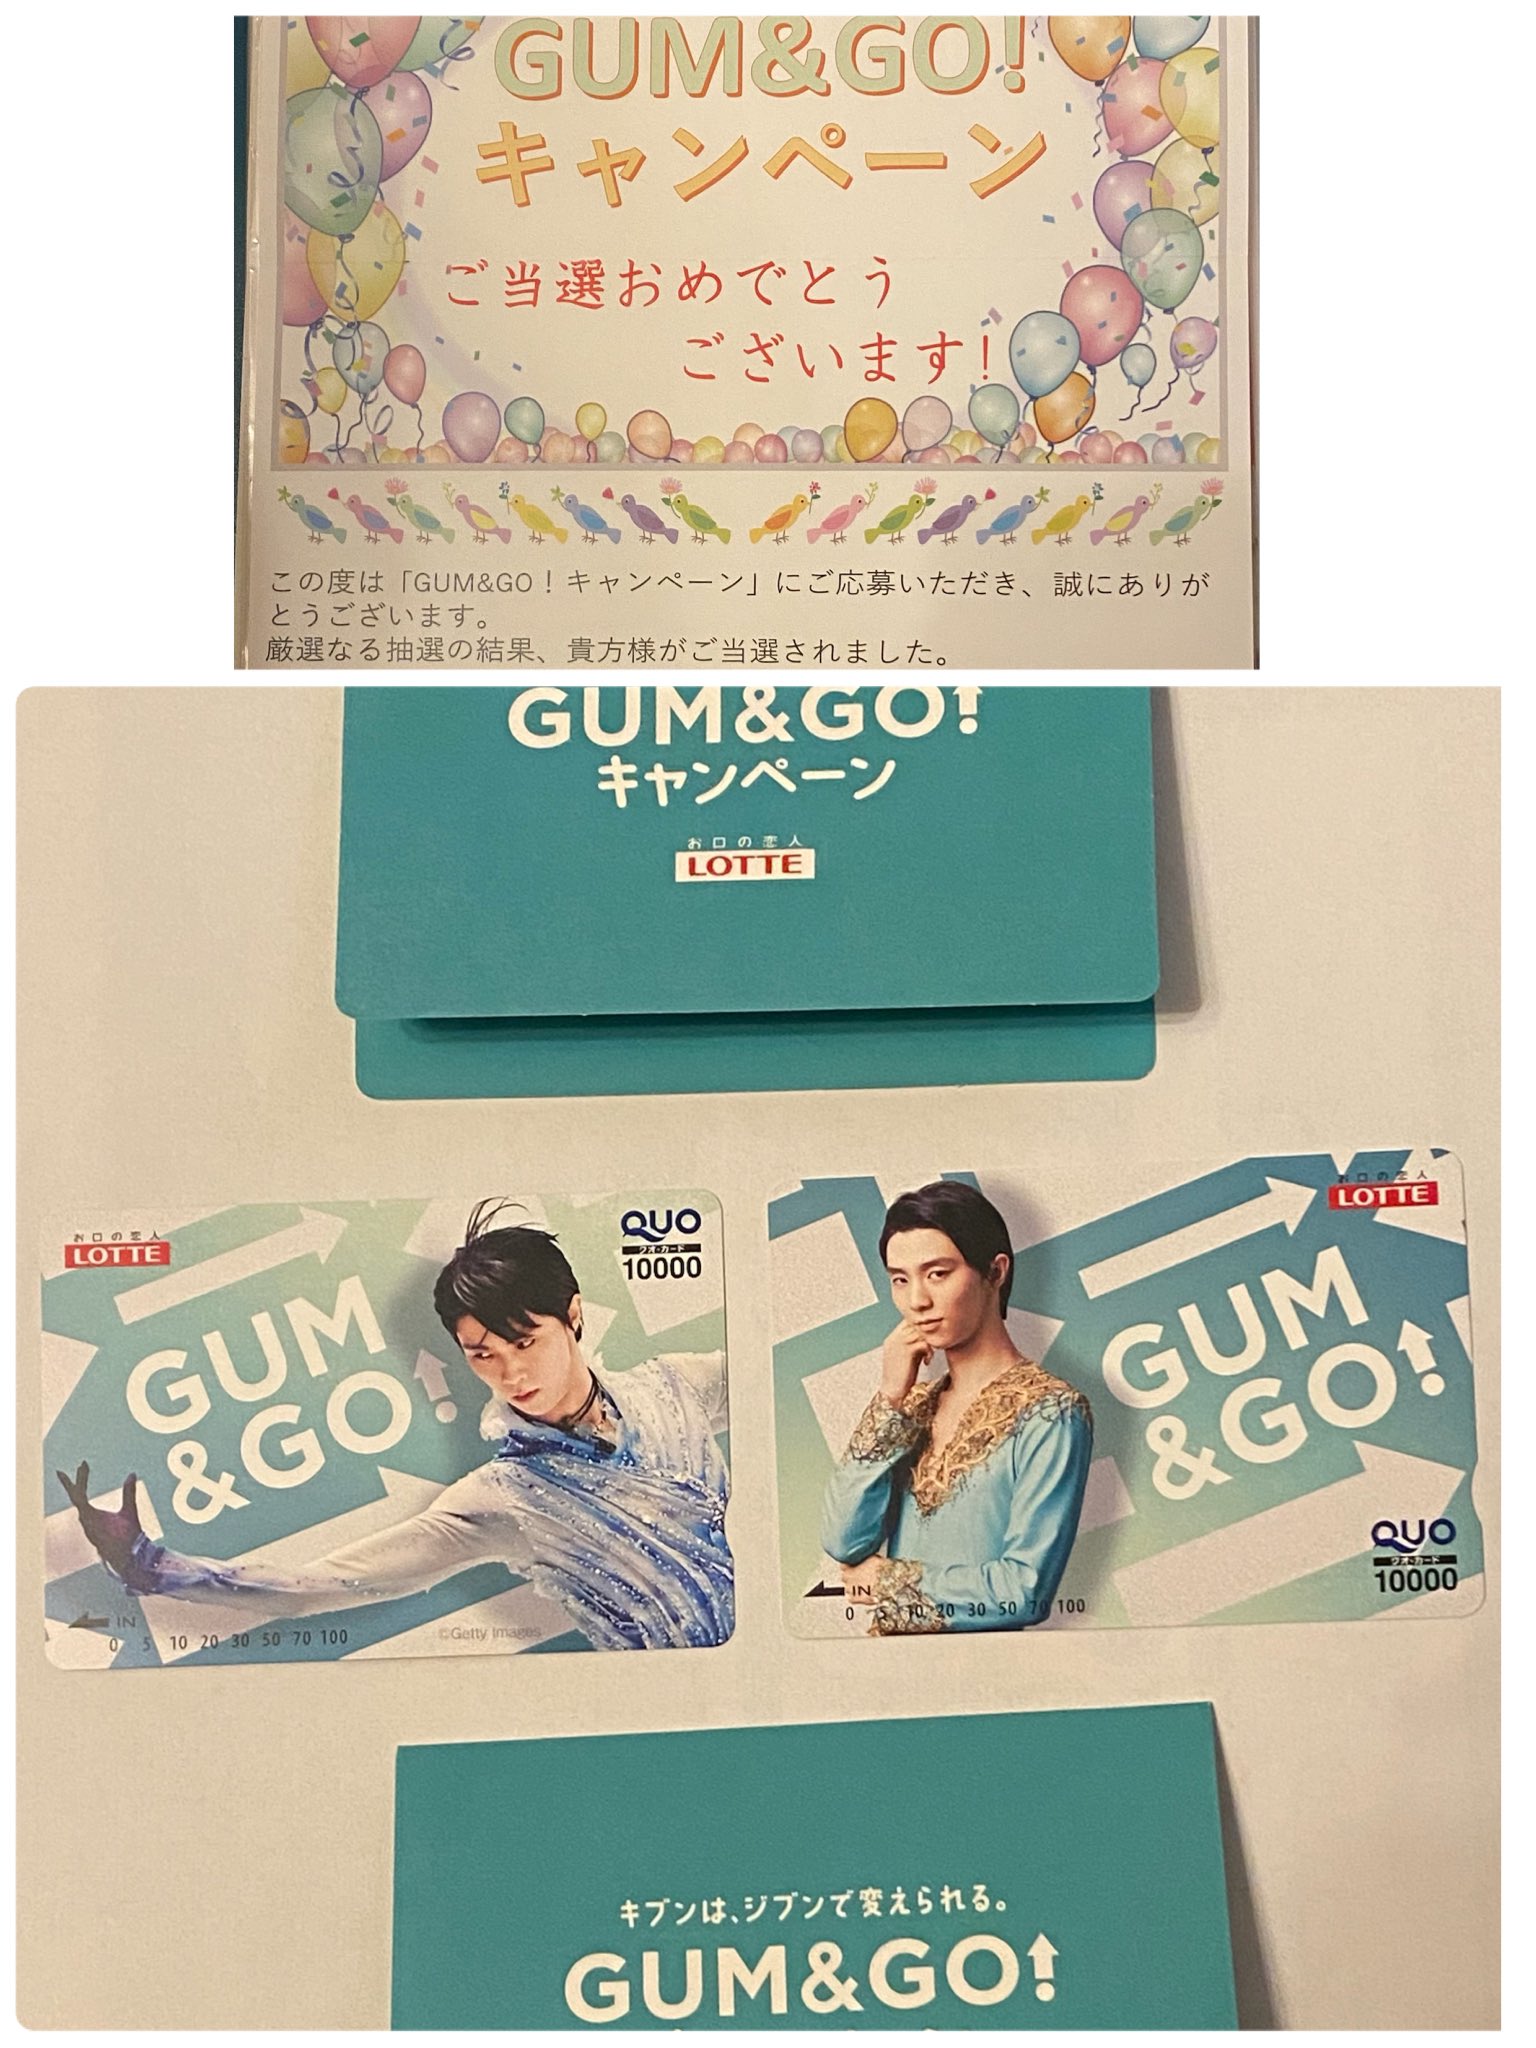 GUM&GO!
キャンペーン
ご当選おめでとう
ございます!
この度は「GUM&GO！キャンペーン」にご応募いただき、誠にありが
とうございます。
厳選なる抽選の結果、貴方様がご当選されました。
GUM&GO!
キャンペーン
お口の恋人
LOTTE
お口の恋人
LOTTE
QUO
クオ・カード
10000
GUM
&GO!
IN
0 5 10 20 30 50 70 100
©Getty Images
お口の恋人
LOTTE
GUM
&GO!
QUO
クオ・カード
10000
IN
0 5 10 20 30 50 70 100
キブンは、ジブンで変えられる。
GUM&GO!